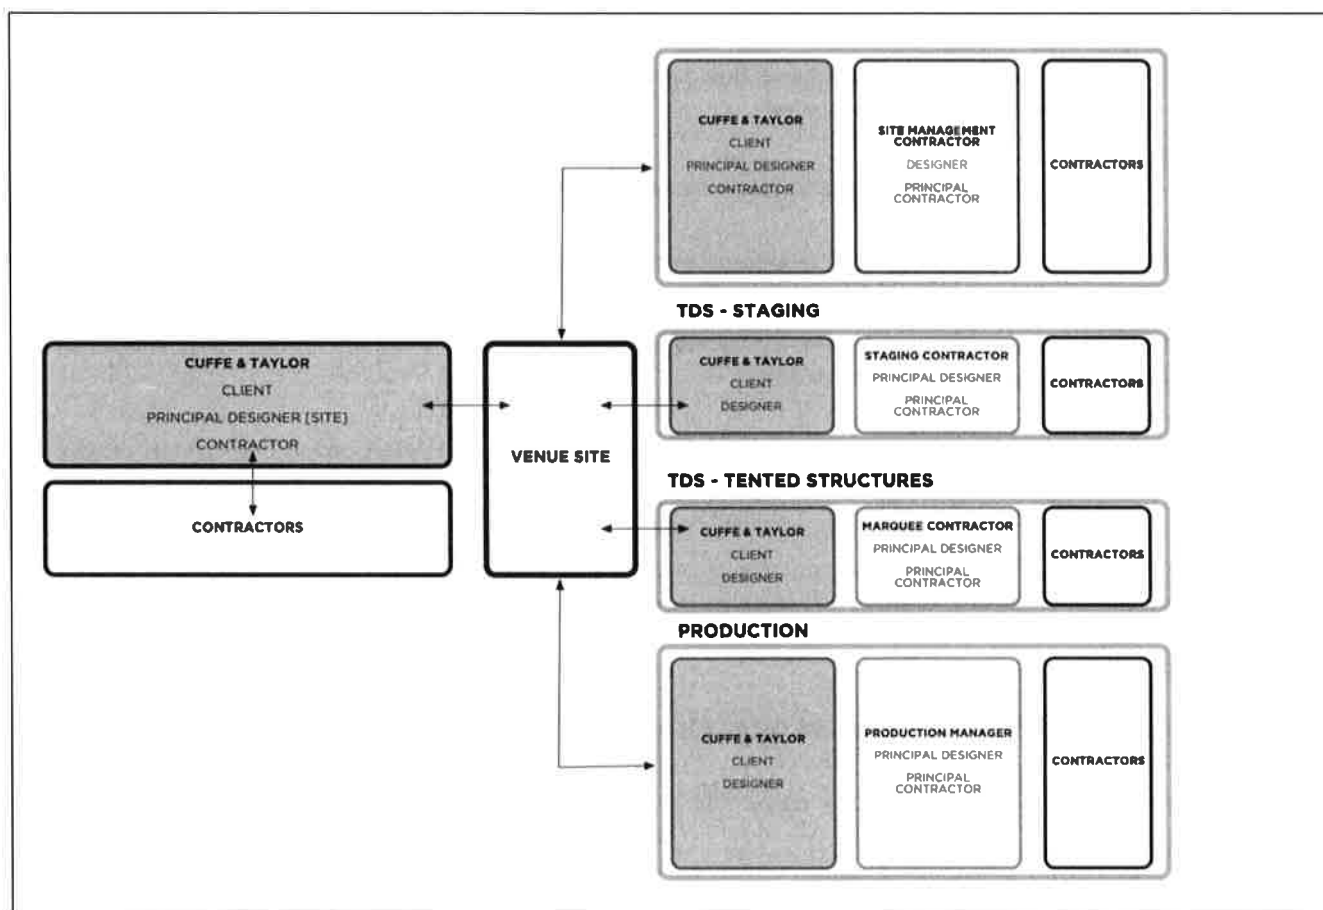 CUFFE & TAYLOR
CLIENT
PRINCIPAL DESIGNER
CONTRACTOR
SITE MANAGEMENT
CONTRACTOR
DESIGNER
PRINCIPAL
CONTRACTOR
CONTRACTORS
TDS - STAGING
CUFFE & TAYLOR
CLIENT
DESIGNER
STAGING CONTRACTOR
PRINCIPAL DESIGNER
PRINCIPAL
CONTRACTOR
CONTRACTORS
CUFFE & TAYLOR
CLIENT
PRINCIPAL DESIGNER [SITE]
CONTRACTOR
CONTRACTORS
VENUE SITE
TDS - TENTED STRUCTURES
CUFFE & TAYLOR
CLIENT
DESIGNER
MARQUEE CONTRACTOR
PRINCIPAL DESIGNER
PRINCIPAL
CONTRACTOR
CONTRACTORS
PRODUCTION
CUFFE & TAYLOR
CLIENT
DESIGNER
PRODUCTION MANAGER
PRINCIPAL DESIGNER
PRINCIPAL
CONTRACTOR
CONTRACTORS